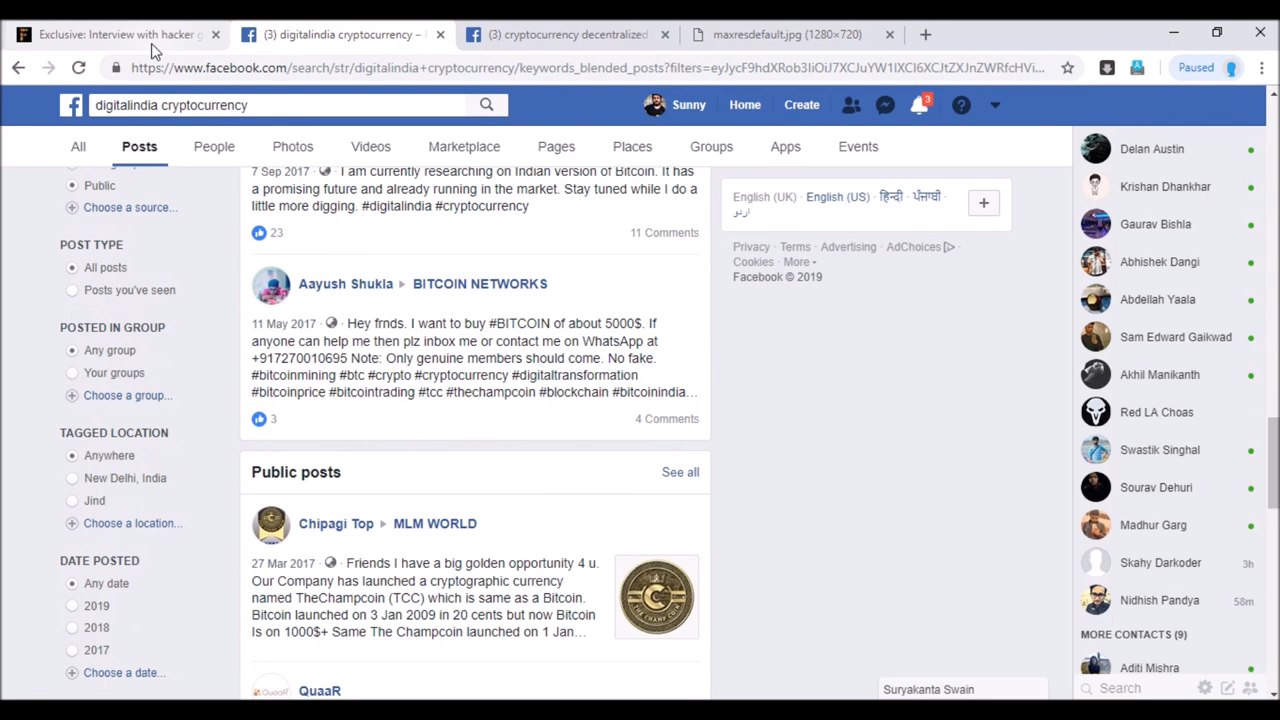 Exclusive: Interview with hacker g
(3) digitalindia cryptocurrency –
(3) cryptocurrency decentralized
maxresdefault.jpg (1280×720)
https://www.facebook.com/search/str/digitalindia+cryptocurrency/keywords_blended_posts?filters=eyJycF9hdXRob3IiOiJ7XCJuYW1lXCI6XCJtZXJnZWRfcHVi...
Paused
digitalindia cryptocurrency
Sunny
Home
Create
3
All
Posts
People
Photos
Videos
Marketplace
Pages
Places
Groups
Apps
Events
Public
Choose a source...
POST TYPE
All posts
Posts you've seen
POSTED IN GROUP
Any group
Your groups
Choose a group...
TAGGED LOCATION
Anywhere
New Delhi, India
Jind
Choose a location...
DATE POSTED
Any date
2019
2018
2017
Choose a date...
7 Sep 2017 · I am currently researching on Indian version of Bitcoin. It has
a promising future and already running in the market. Stay tuned while I do a
little more digging. #digitalindia #cryptocurrency
23
11 Comments
Aayush Shukla ▸ BITCOIN NETWORKS
11 May 2017 · Hey frnds. I want to buy #BITCOIN of about 5000$. If
anyone can help me then plz inbox me or contact me on WhatsApp at
+917270010695 Note: Only genuine members should come. No fake.
#bitcoinmining #btc #crypto #cryptocurrency #digitaltransformation
#bitcoinprice #bitcointrading #tcc #thechampcoin #blockchain #bitcoinindia...
3
4 Comments
Public posts
See all
Chipagi Top ▸ MLM WORLD
27 Mar 2017 · Friends I have a big golden opportunity 4 u.
Our Company has launched a cryptographic currency
named TheChampcoin (TCC) which is same as a Bitcoin.
Bitcoin launched on 3 Jan 2009 in 20 cents but now Bitcoin
Is on 1000$+ Same The Champcoin launched on 1 Jan...
QuaaR
English (UK) · English (US) · हिन्दी · ਪੰਜਾਬੀ ·
اردو
Privacy · Terms · Advertising · AdChoices ·
Cookies · More
Facebook © 2019
Delan Austin
Krishan Dhankhar
Gaurav Bishla
Abhishek Dangi
Abdellah Yaala
Sam Edward Gaikwad
Akhil Manikanth
Red LA Choas
Swastik Singhal
Sourav Dehuri
Madhur Garg
Skahy Darkoder 3h
Nidhish Pandya 58m
MORE CONTACTS (9)
Aditi Mishra
Search
Suryakanta Swain